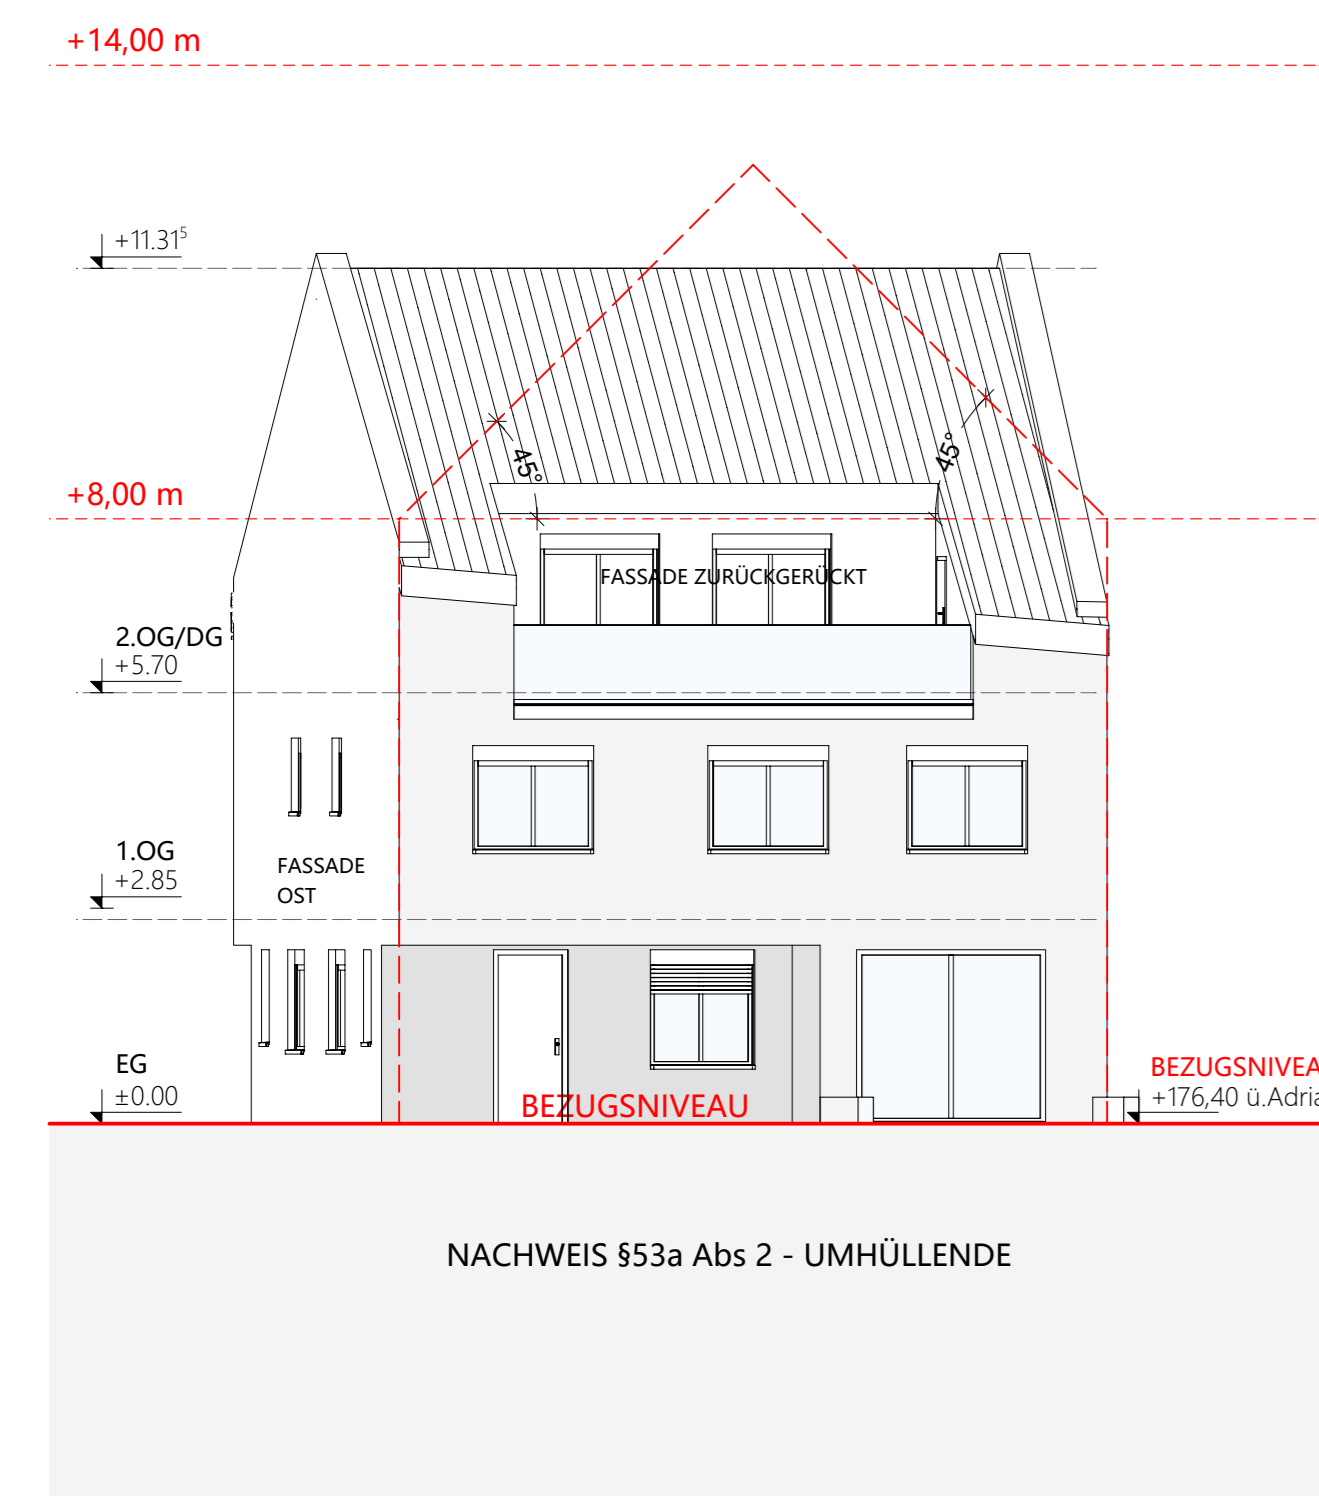 +14,00 m
+11.31⁵
45°
45°
+8,00 m
FASSADE ZURÜCKGERÜCKT
2.OG/DG
+5.70
1.OG
+2.85
FASSADE
OST
EG
±0.00
BEZUGSNIVEAU
BEZUGSNIVEA
+176,40 ü.Adria
NACHWEIS §53a Abs 2 - UMHÜLLENDE